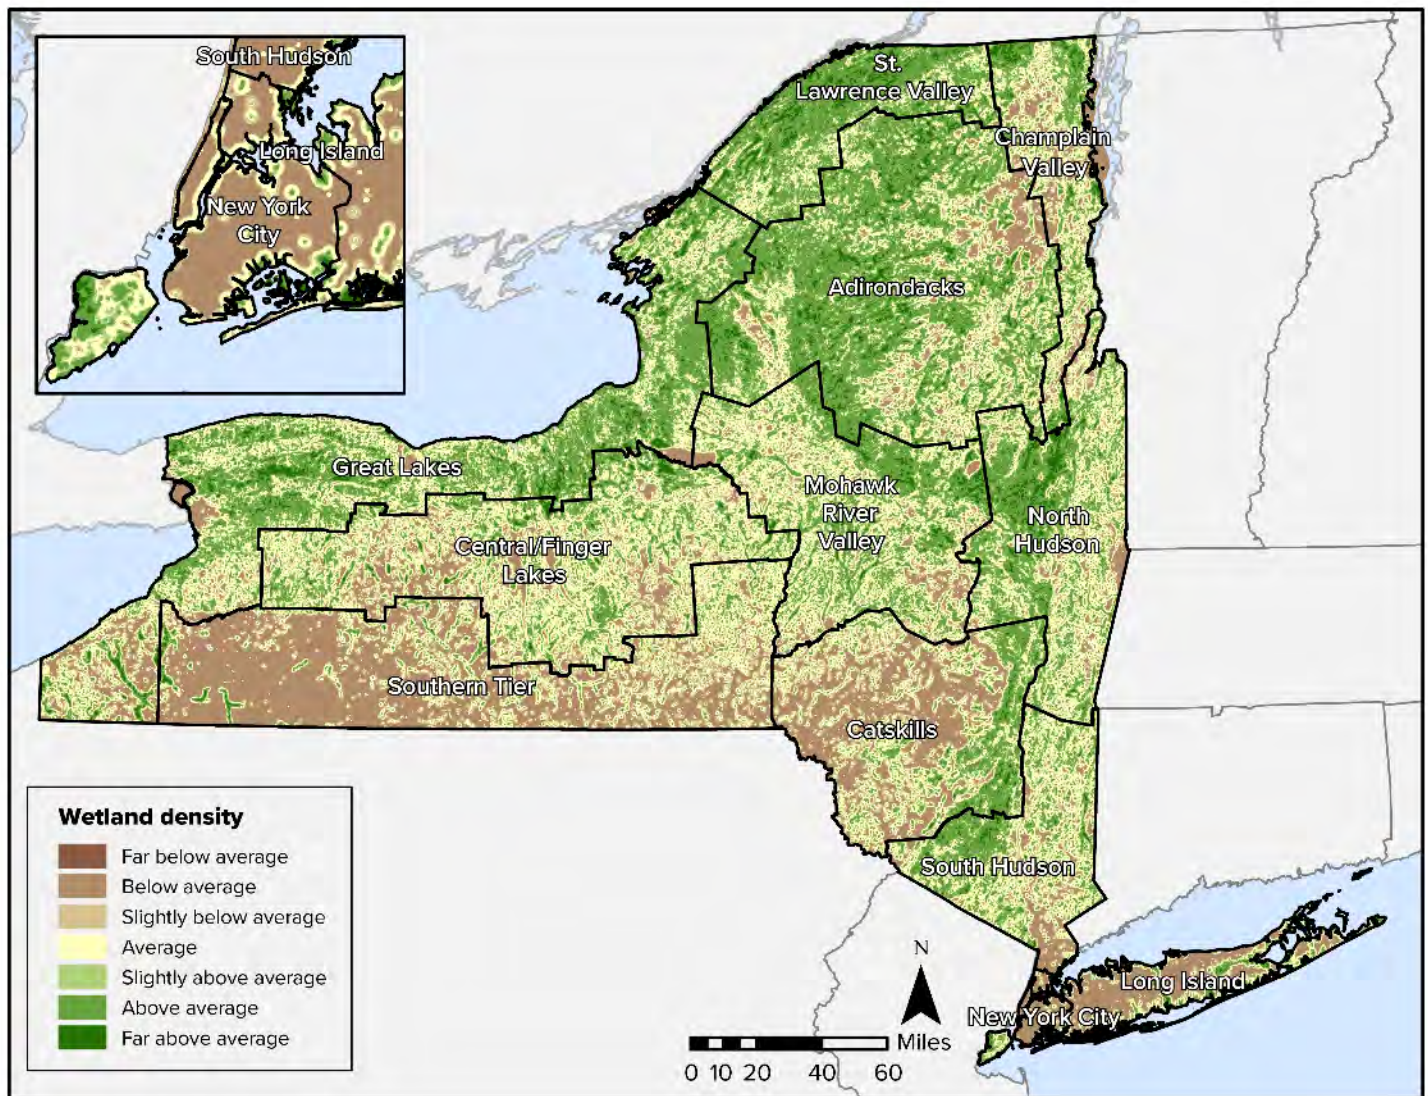 South Hudson
Long Island
New York
City
St.
Lawrence Valley
Champlain
Valley
Adirondacks
Great Lakes
Mohawk
River
Valley
North
Hudson
Central/Finger
Lakes
Southern Tier
Catskills
South Hudson
Long Island
New York City
Wetland density
Far below average
Below average
Slightly below average
Average
Slightly above average
Above average
Far above average
N
Miles
0 10 20 40 60